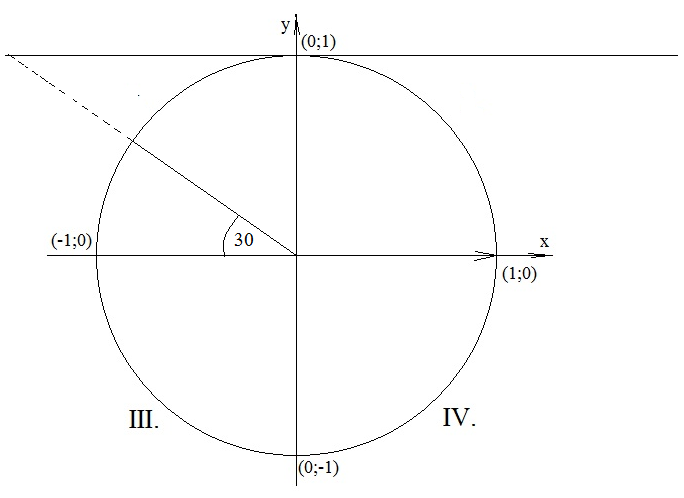 y
(0;1)
(-1;0)
30
x
(1;0)
III.
IV.
(0;-1)